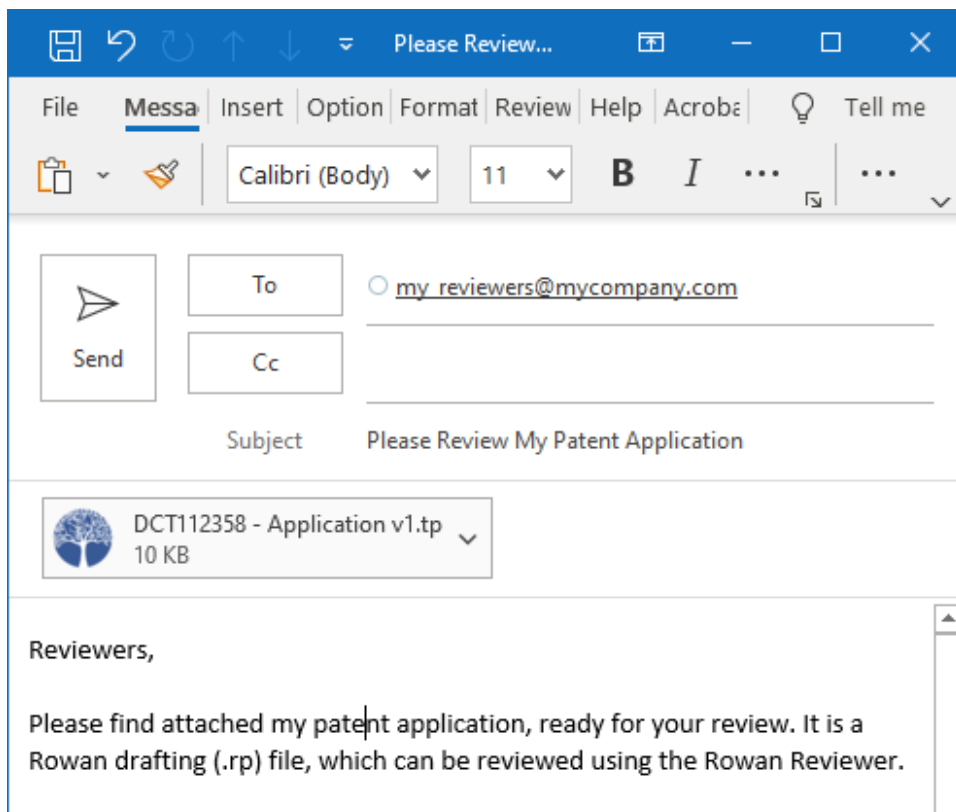 Please Review...
File Messa Insert Option Format Review Help Acroba Tell me
Calibri (Body) 11 B I ...  ...
To my_reviewers@mycompany.com
Send
Cc
Subject Please Review My Patent Application
DCT112358 - Application v1.tp
10 KB
Reviewers,
Please find attached my patent application, ready for your review. It is a
Rowan drafting (.rp) file, which can be reviewed using the Rowan Reviewer.